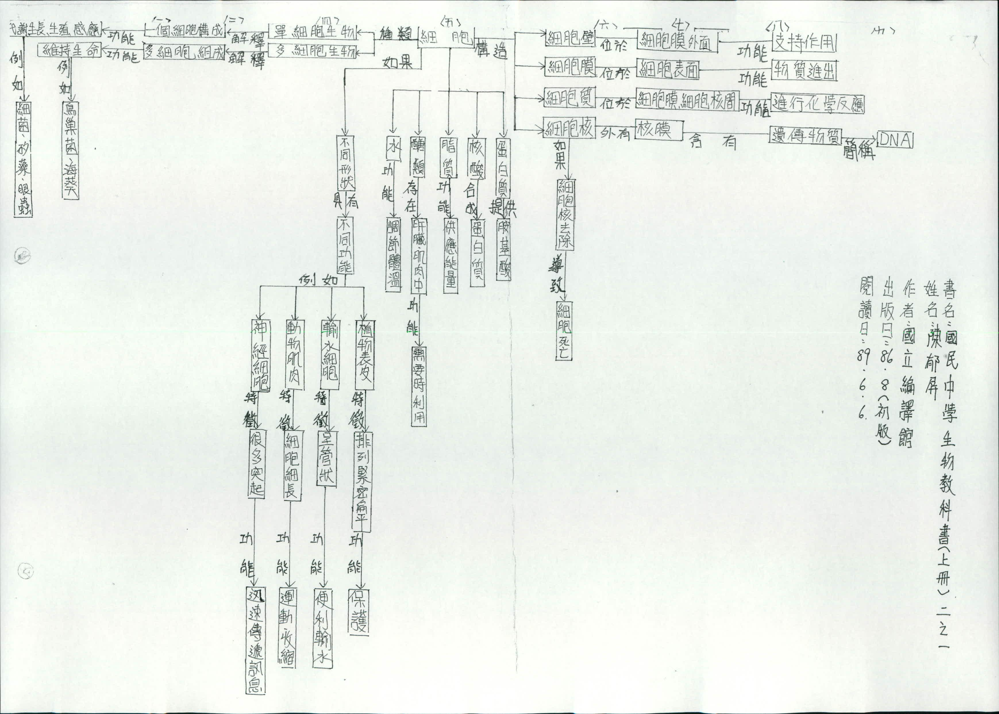 〈一〉 〈二〉 〈四〉 〈五〉 〈六〉 〈七〉 〈八〉 〈十〉
代謝、生長、生殖、感應 功能 一個細胞構成 解釋 單細胞生物 種類 細胞 構造
維持生命 功能 多細胞組成 解釋 多細胞生物
例如 細菌、矽藻、眼蟲
例如 鳥巢菌、海葵
細胞壁 位於 細胞膜外面 功能 支持作用
細胞膜 位於 細胞表面 功能 物質進出
細胞質 位於 細胞膜、細胞核間 功能 進行化學反應
細胞核 外有 核膜 含有 遺傳物質 簡稱 DNA
如果 細胞核去除 導致 細胞死亡
蛋白質 提供 胺基酸
核酸 合成 蛋白質
脂質 功能 供應能量
醣類 存在 肝臟、肌肉中 功能 需要時利用
水 功能 調節體溫
如果 不同形狀 具有 不同功能
例如
植物表皮 特徵 排列緊密扁平 功能 保護
輸水細胞 特徵 呈管狀 功能 便利輸水
動物肌肉 特徵 細胞細長 功能 運動收縮
神經細胞 特徵 很多突起 功能 迅速傳遞訊息
書名:國民中學生物教科書(上冊)二之一
姓名:陳郁屏
作者:國立編譯館
出版日:86.8(初版)
閱讀日:89.6.6.